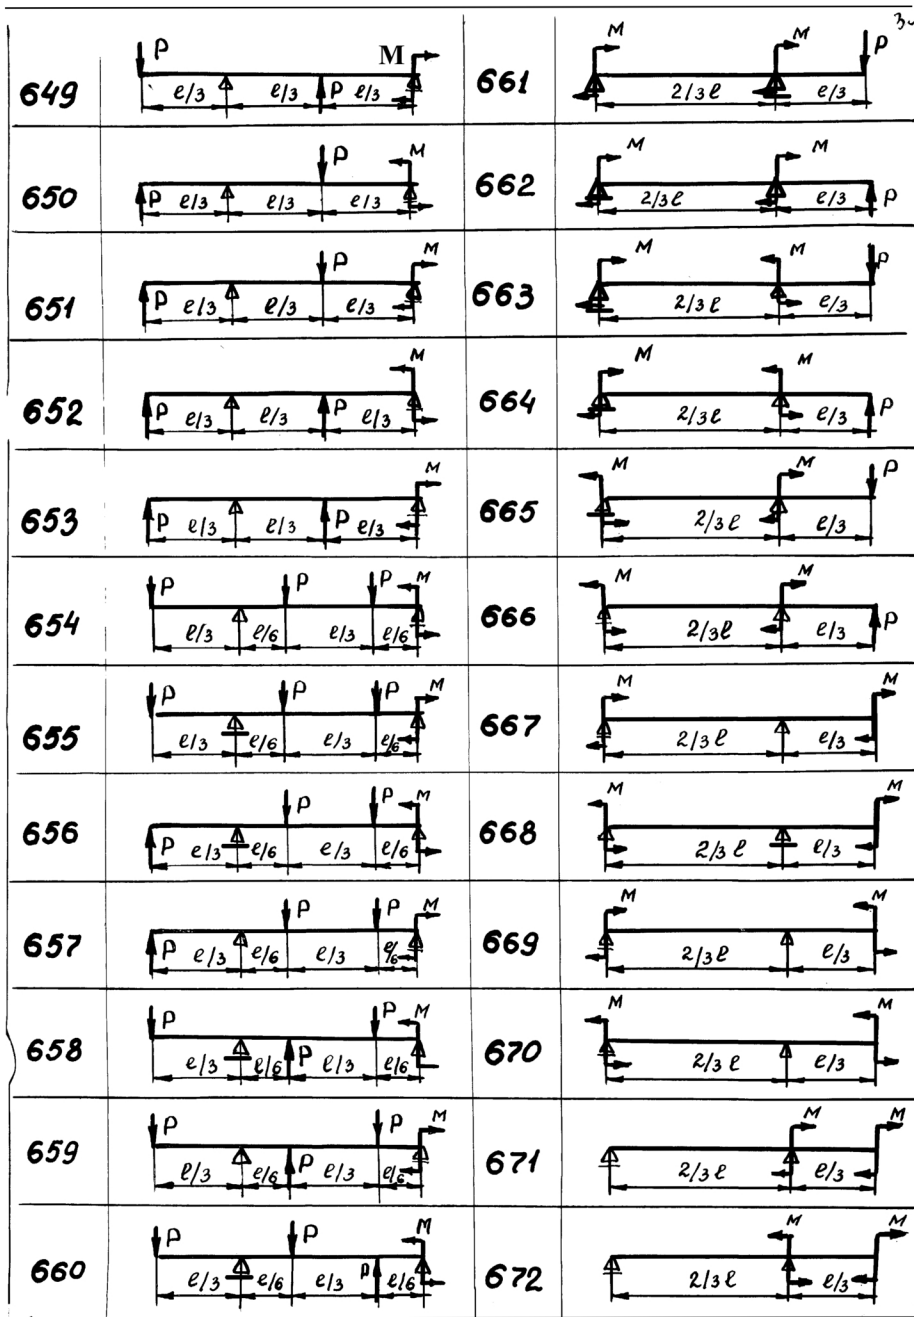 P M
649 ℓ/3 ℓ/3 P ℓ/3
P M
650 P ℓ/3 ℓ/3 ℓ/3
P M
651 P ℓ/3 ℓ/3 ℓ/3
M
652 P ℓ/3 ℓ/3 P ℓ/3
M
653 P ℓ/3 ℓ/3 P ℓ/3
P P P M
654 ℓ/3 ℓ/6 ℓ/3 ℓ/6
P P P M
655 ℓ/3 ℓ/6 ℓ/3 ℓ/6
P P M
656 P ℓ/3 ℓ/6 ℓ/3 ℓ/6
P P M
657 P ℓ/3 ℓ/6 ℓ/3 ℓ/6
P P M
658 ℓ/3 ℓ/6 P ℓ/3 ℓ/6
P P M
659 ℓ/3 ℓ/6 P ℓ/3 ℓ/6
P P M
660 ℓ/3 ℓ/6 ℓ/3 P ℓ/6
M M P
661 2/3 ℓ ℓ/3
M M
662 2/3 ℓ ℓ/3 P
M M P
663 2/3 ℓ ℓ/3
M M
664 2/3 ℓ ℓ/3 P
M M P
665 2/3 ℓ ℓ/3
M M
666 2/3 ℓ ℓ/3 P
M M
667 2/3 ℓ ℓ/3
M M
668 2/3 ℓ ℓ/3
M M
669 2/3 ℓ ℓ/3
M M
670 2/3 ℓ ℓ/3
M M
671 2/3 ℓ ℓ/3
M M
672 2/3 ℓ ℓ/3